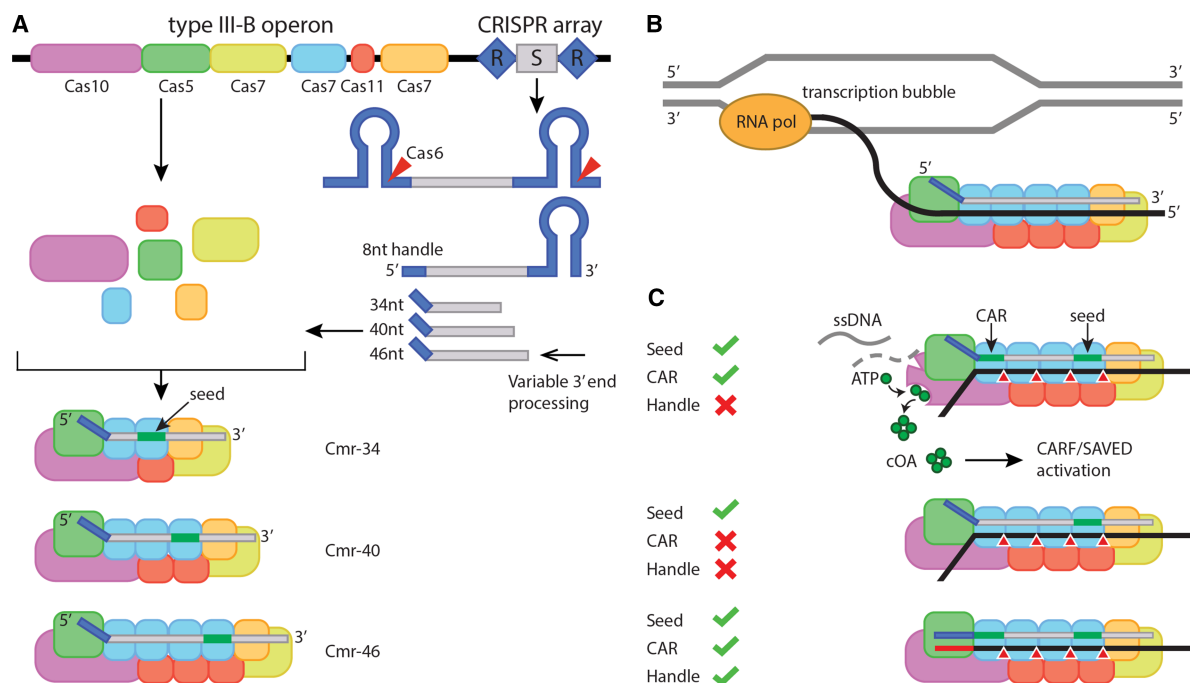 A
type III-B operon
CRISPR array
R
S
R
Cas10
Cas5
Cas7
Cas7
Cas11
Cas7
Cas6
8nt handle
5’
3’
34nt
40nt
46nt
Variable 3’ end
processing
seed
5’
3’
Cmr-34
5’
3’
Cmr-40
5’
3’
Cmr-46
B
5’
3’
transcription bubble
3’
5’
RNA pol
5’
3’
5’
C
ssDNA
CAR
seed
Seed
CAR
Handle
ATP
cOA
CARF/SAVED
activation
Seed
CAR
Handle
Seed
CAR
Handle